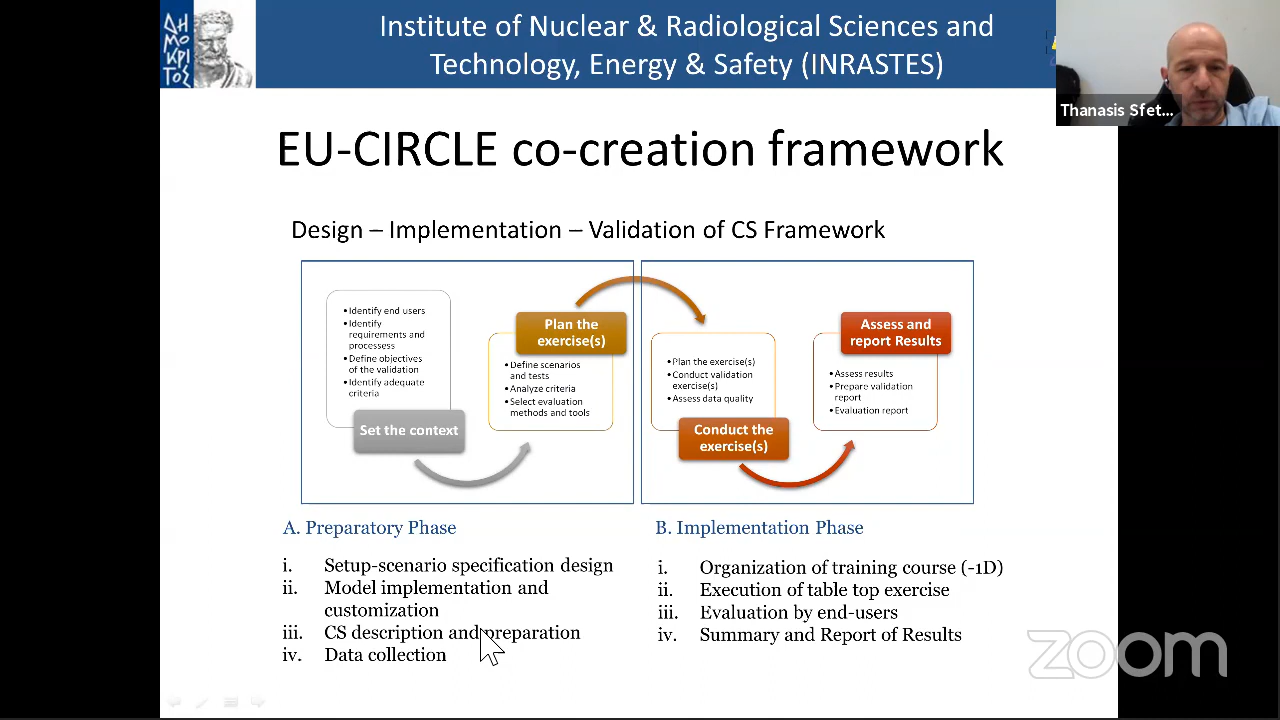 ΔΗ
ΜΟ
ΚΡΙ
ΤΟΣ
Institute of Nuclear & Radiological Sciences and
Technology, Energy & Safety (INRASTES)
Thanasis Sfet...
EU-CIRCLE co-creation framework
Design – Implementation – Validation of CS Framework
• Identify end users
• Identify
requirements and
processess
• Define objectives
of the validation
• Identify adequate
criteria
Set the context
Plan the
exercise(s)
• Define scenarios
and tests
• Analyze criteria
• Select evaluation
methods and tools
• Plan the exercise(s)
• Conduct validation
exercise(s)
• Assess data quality
Conduct the
exercise(s)
Assess and
report Results
• Assess results
• Prepare validation
report
• Evaluation report
A. Preparatory Phase
i. Setup-scenario specification design
ii. Model implementation and
customization
iii. CS description and preparation
iv. Data collection
B. Implementation Phase
i. Organization of training course (-1D)
ii. Execution of table top exercise
iii. Evaluation by end-users
iv. Summary and Report of Results
zoom